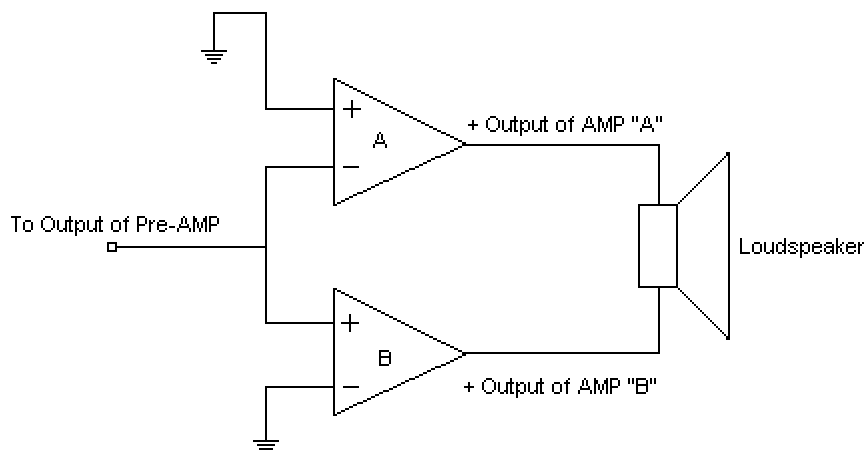 +
A
−
+ Output of AMP "A"
To Output of Pre-AMP
Loudspeaker
+
B
−
+ Output of AMP "B"